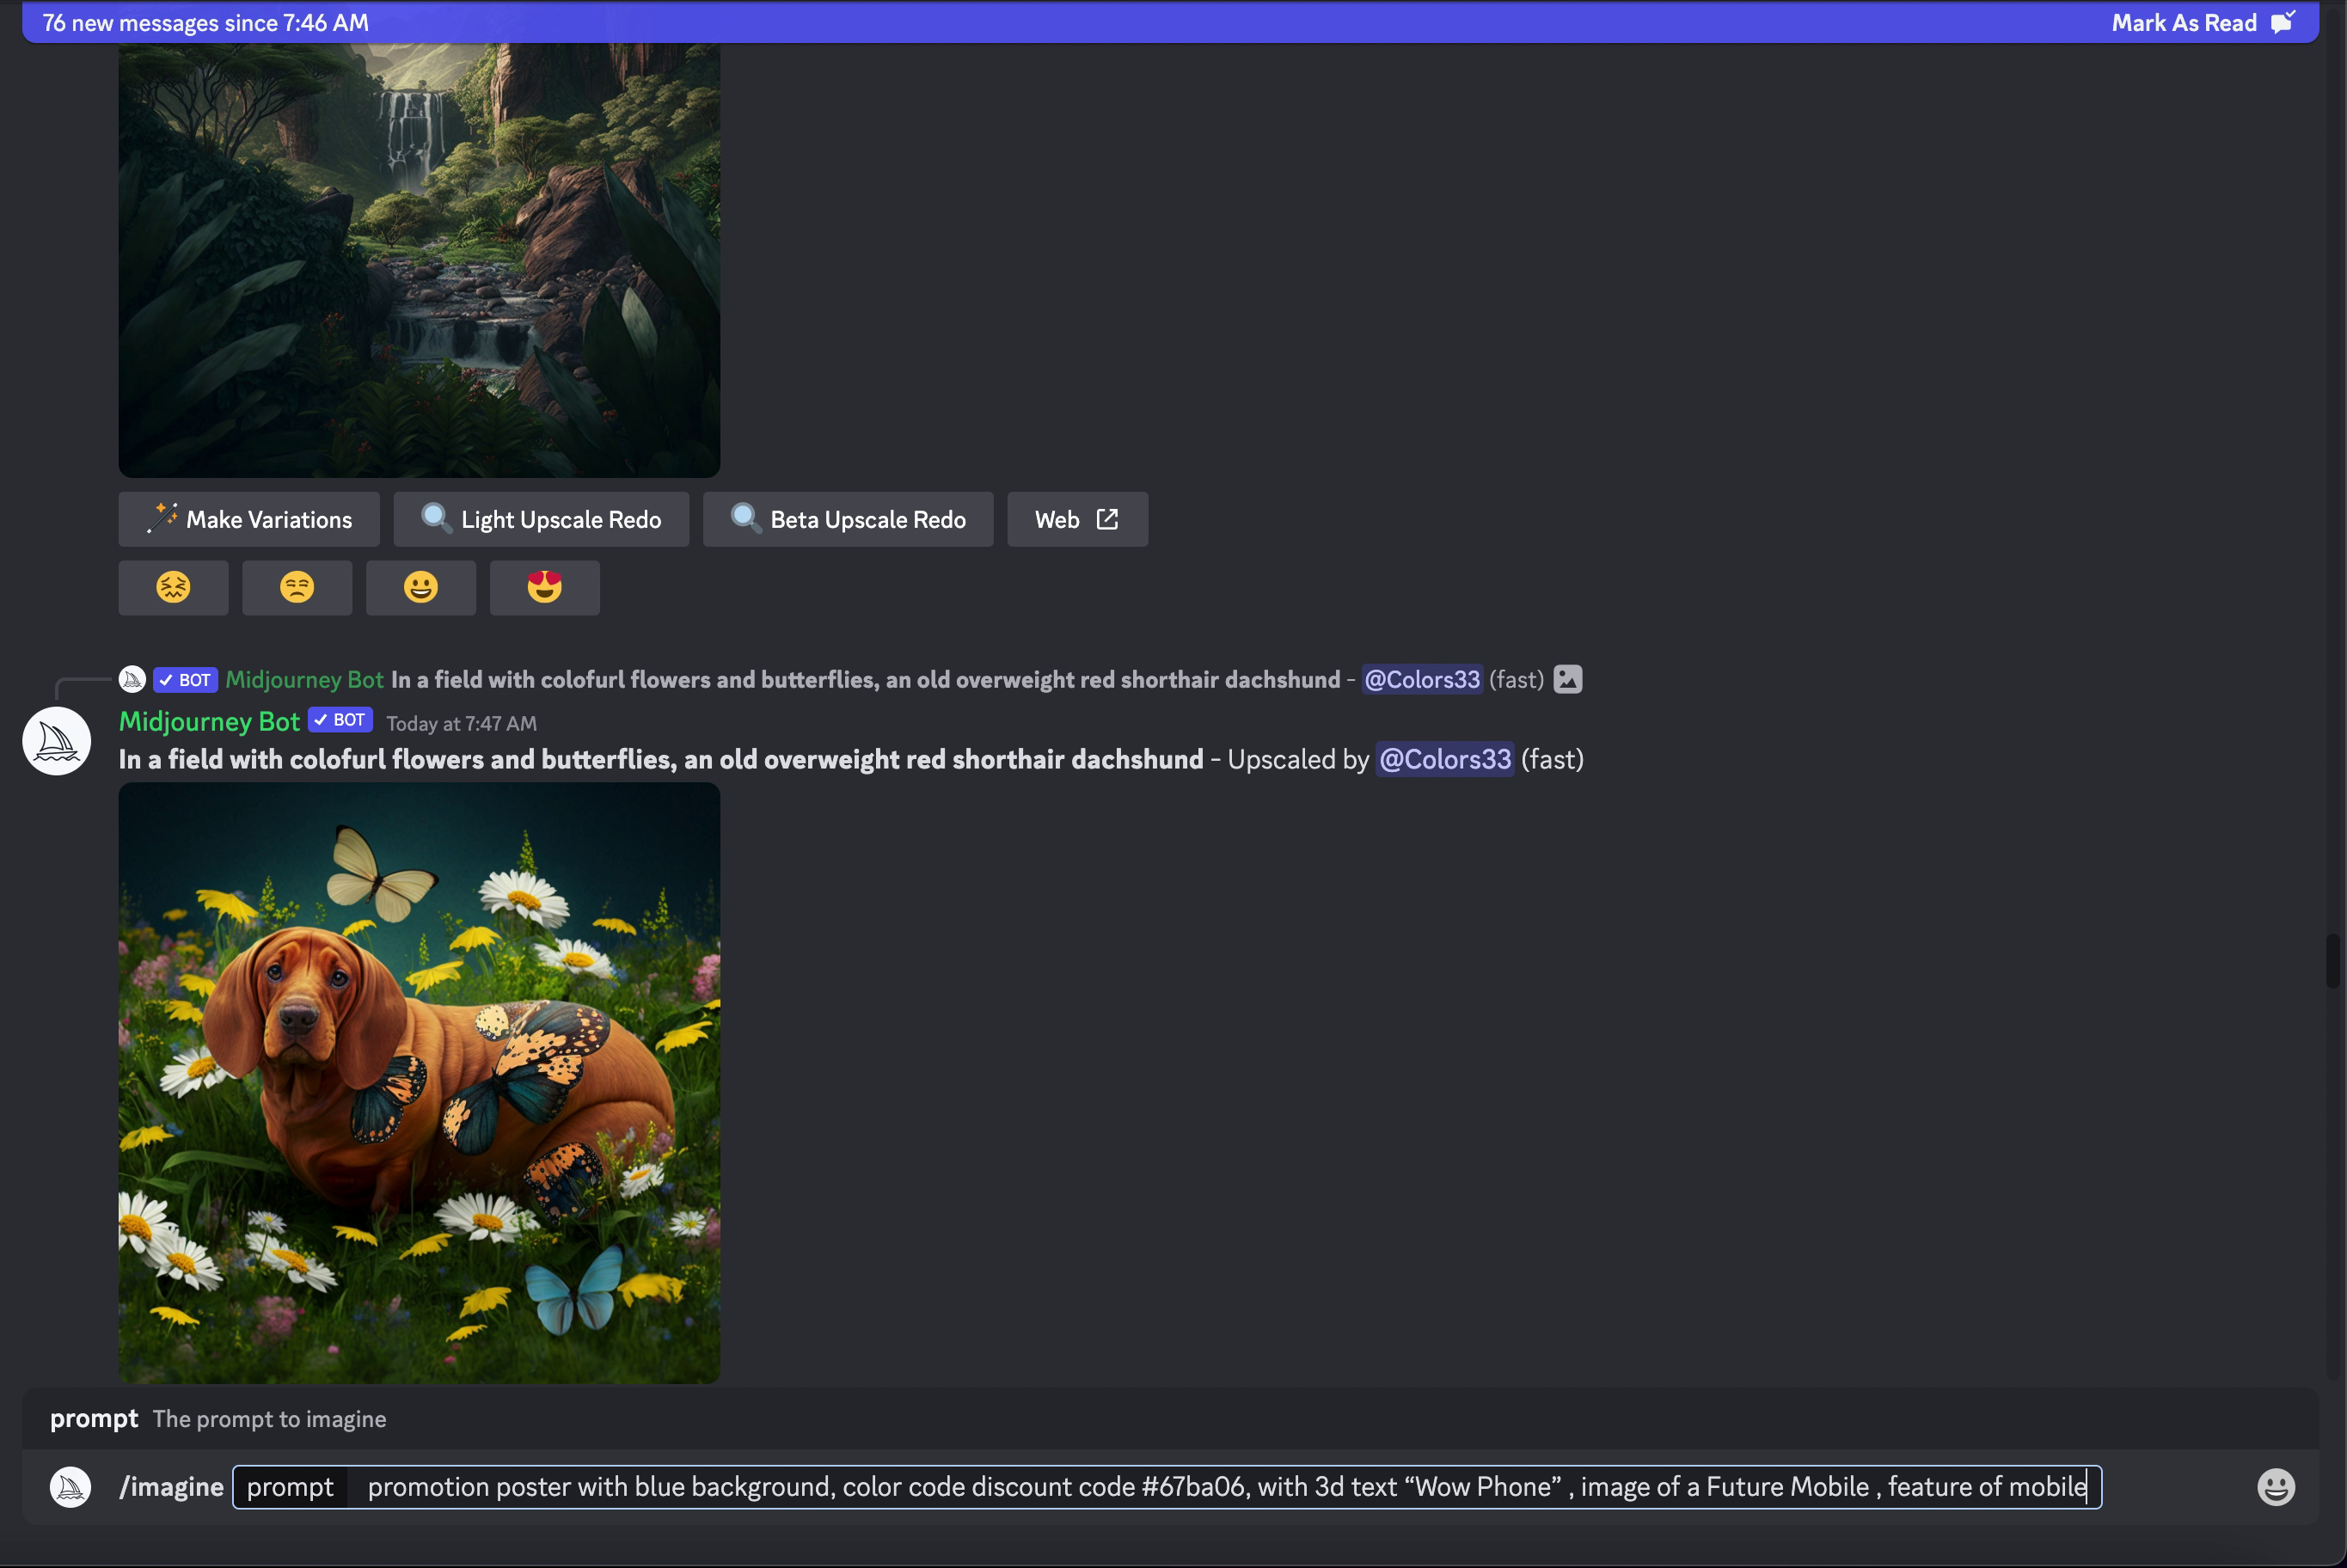 76 new messages since 7:46 AM Mark As Read
Make Variations Light Upscale Redo Beta Upscale Redo Web
BOT Midjourney Bot In a field with colofurl flowers and butterflies, an old overweight red shorthair dachshund - @Colors33 (fast)
Midjourney Bot BOT Today at 7:47 AM
In a field with colofurl flowers and butterflies, an old overweight red shorthair dachshund - Upscaled by @Colors33 (fast)
prompt The prompt to imagine
/imagine prompt promotion poster with blue background, color code discount code #67ba06, with 3d text “Wow Phone” , image of a Future Mobile , feature of mobile